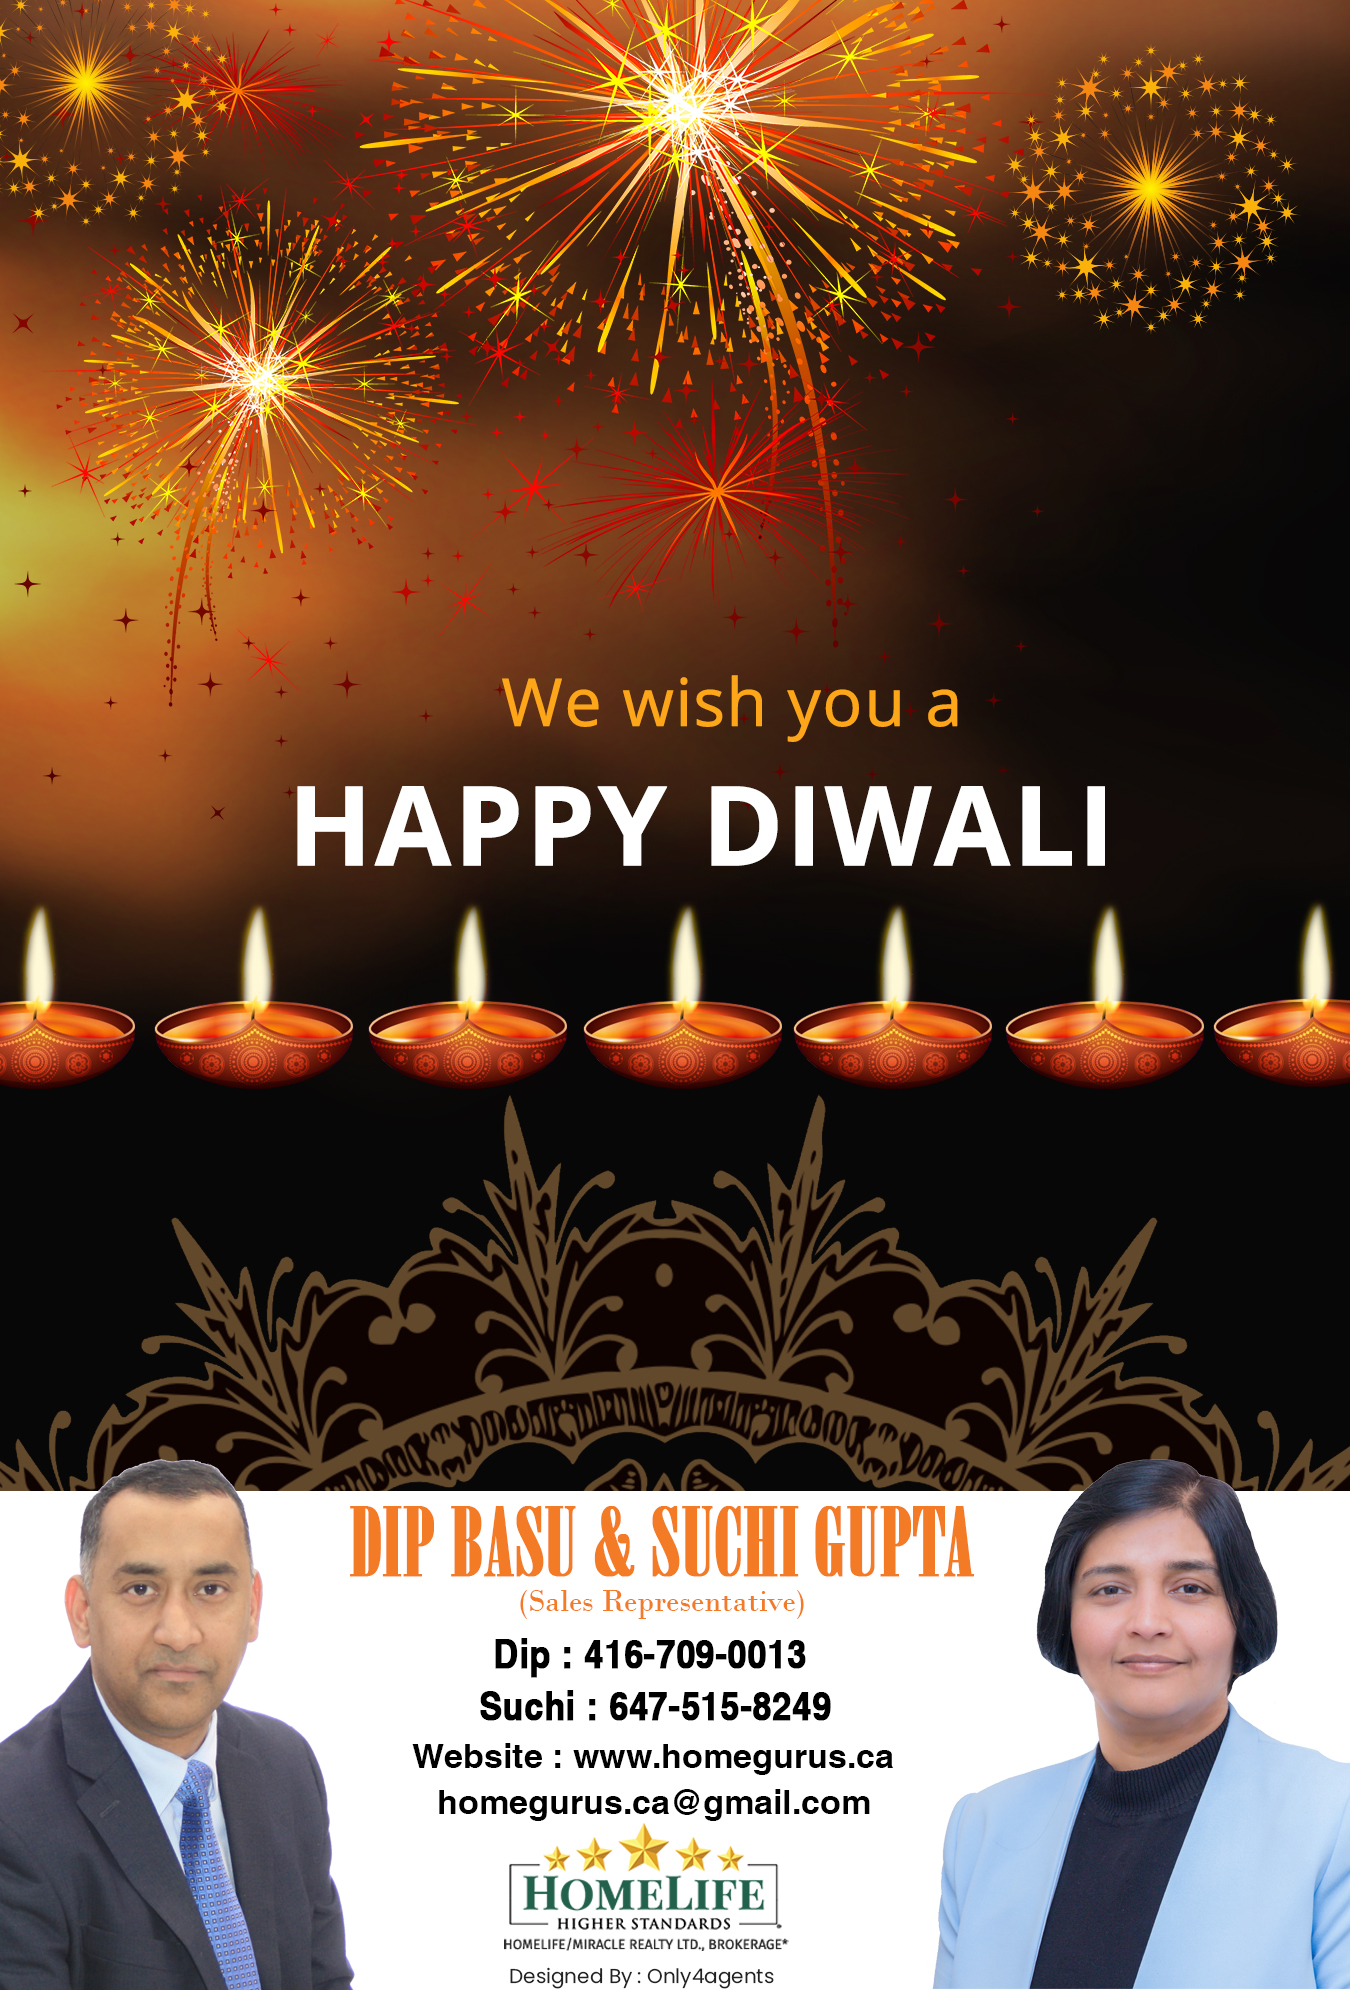 We wish you a
HAPPY DIWALI
DIP BASU & SUCHI GUPTA
(Sales Representative)
Dip : 416-709-0013
Suchi : 647-515-8249
Website : www.homegurus.ca
homegurus.ca@gmail.com
HOMELIFE
HIGHER STANDARDS
HOMELIFE/MIRACLE REALTY LTD., BROKERAGE*
Designed By : Only4agents